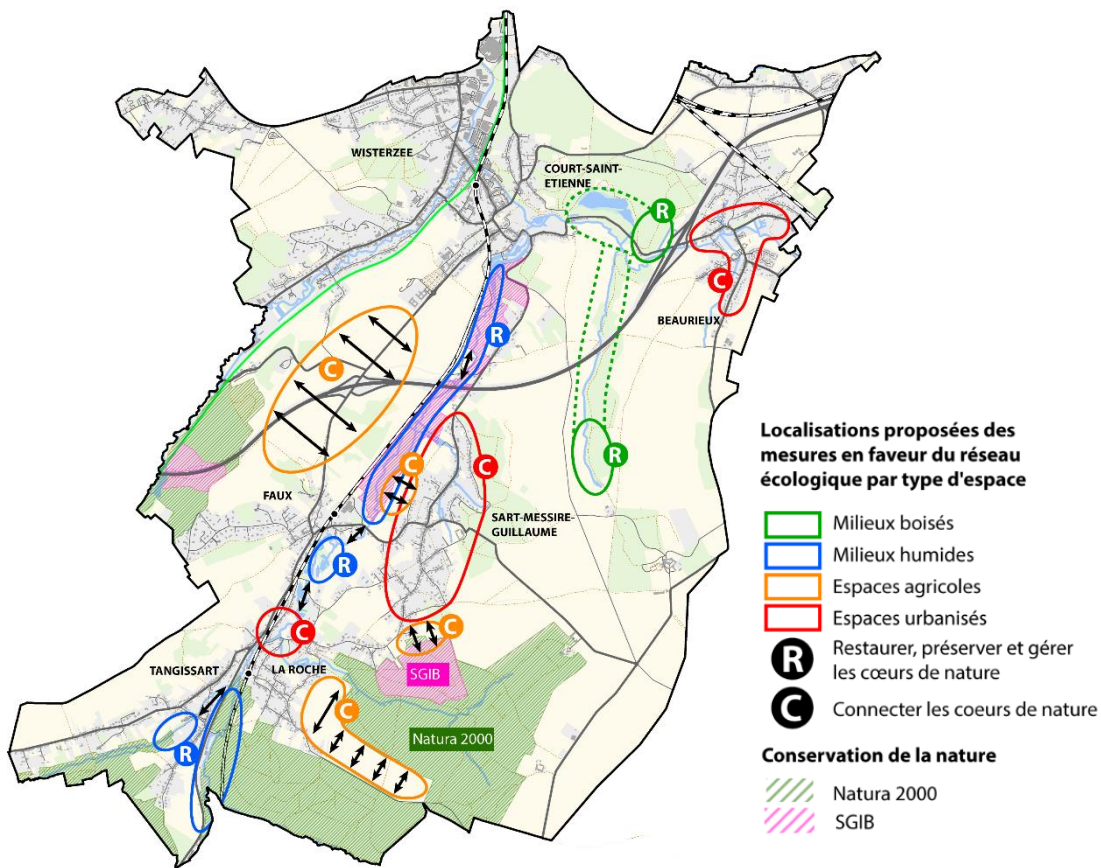 WISTERZEE
COURT-SAINT-
ETIENNE
R
C
BEAURIEUX
R
C
R
C
C
FAUX
SART-MESSIRE-
GUILLAUME
R
C
C
TANGISSART
LA ROCHE
SGIB
C
Natura 2000
R
Localisations proposées des
mesures en faveur du réseau
écologique par type d'espace
Milieux boisés
Milieux humides
Espaces agricoles
Espaces urbanisés
R Restaurer, préserver et gérer
les cœurs de nature
C Connecter les coeurs de nature
Conservation de la nature
Natura 2000
SGIB